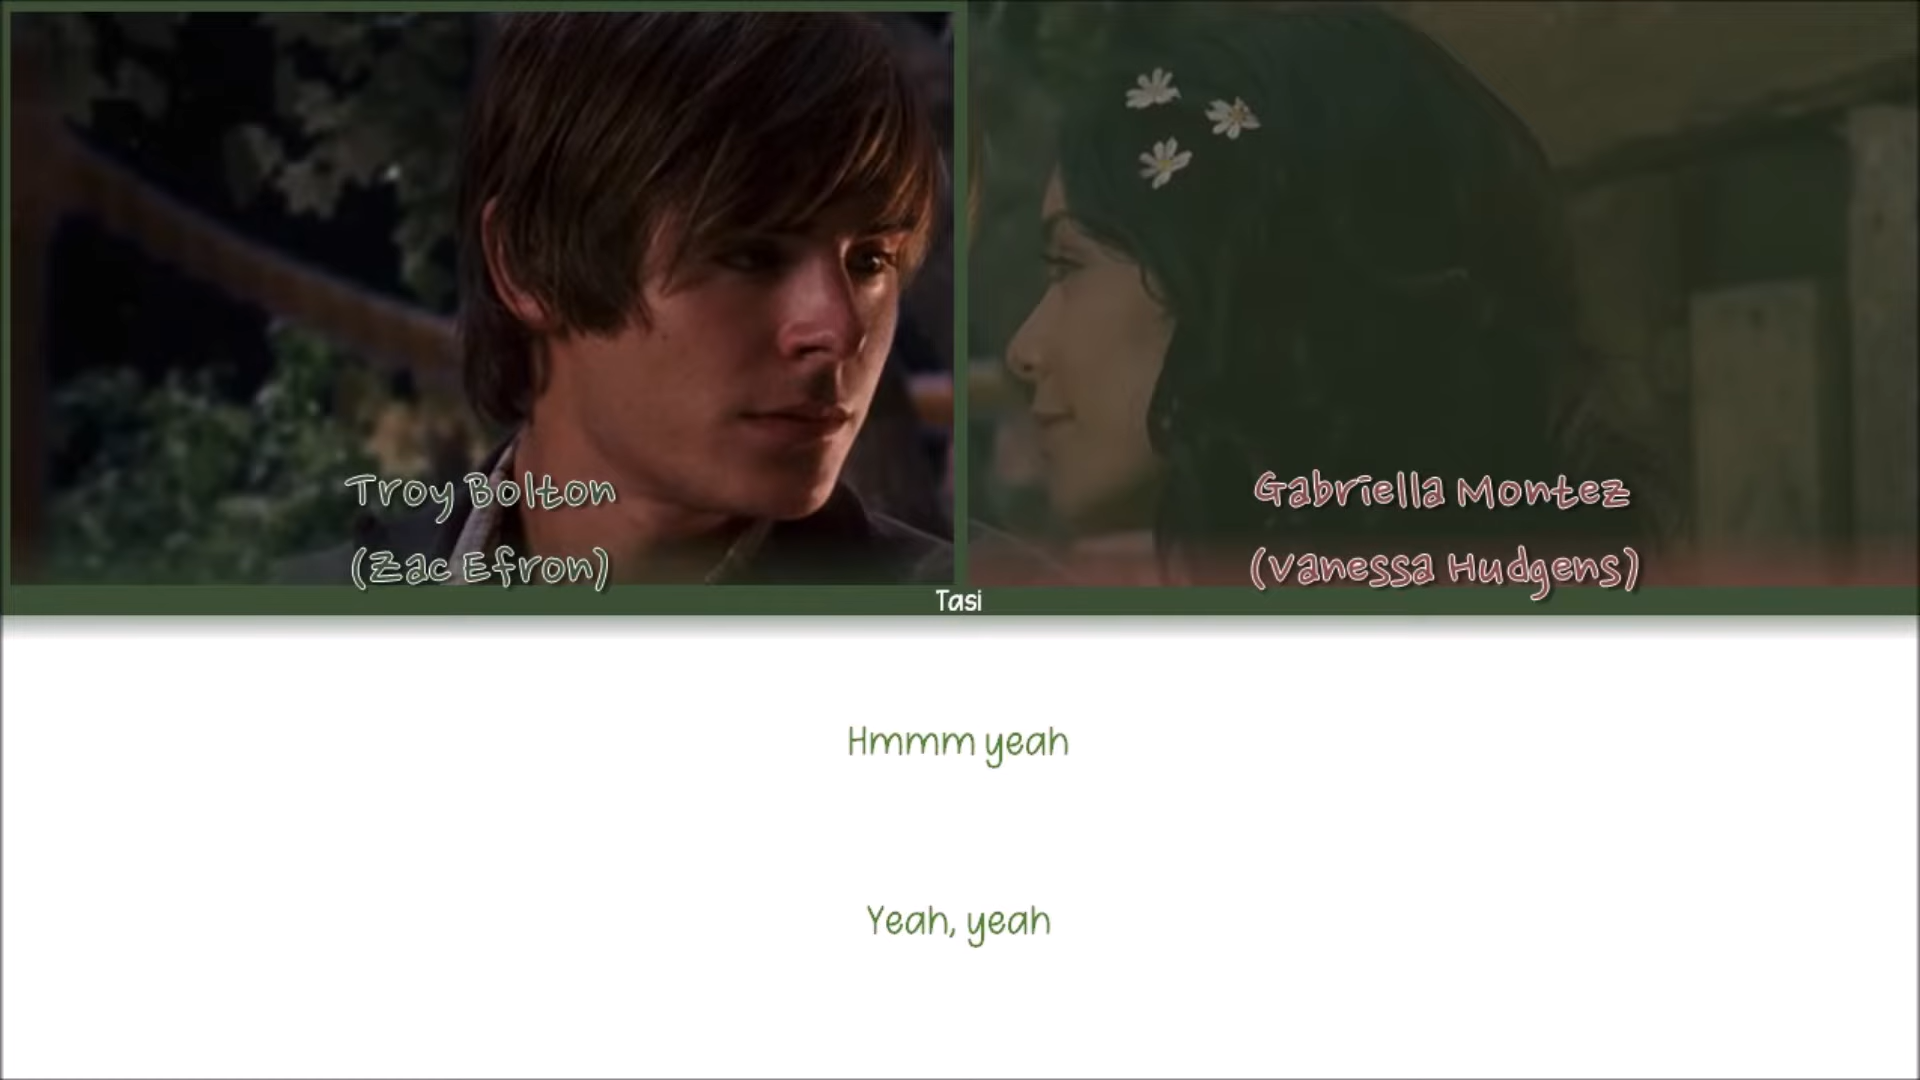 Troy Bolton
(Zac Efron)
Gabriella Montez
(Vanessa Hudgens)
Tasi
Hmmm yeah
Yeah, yeah